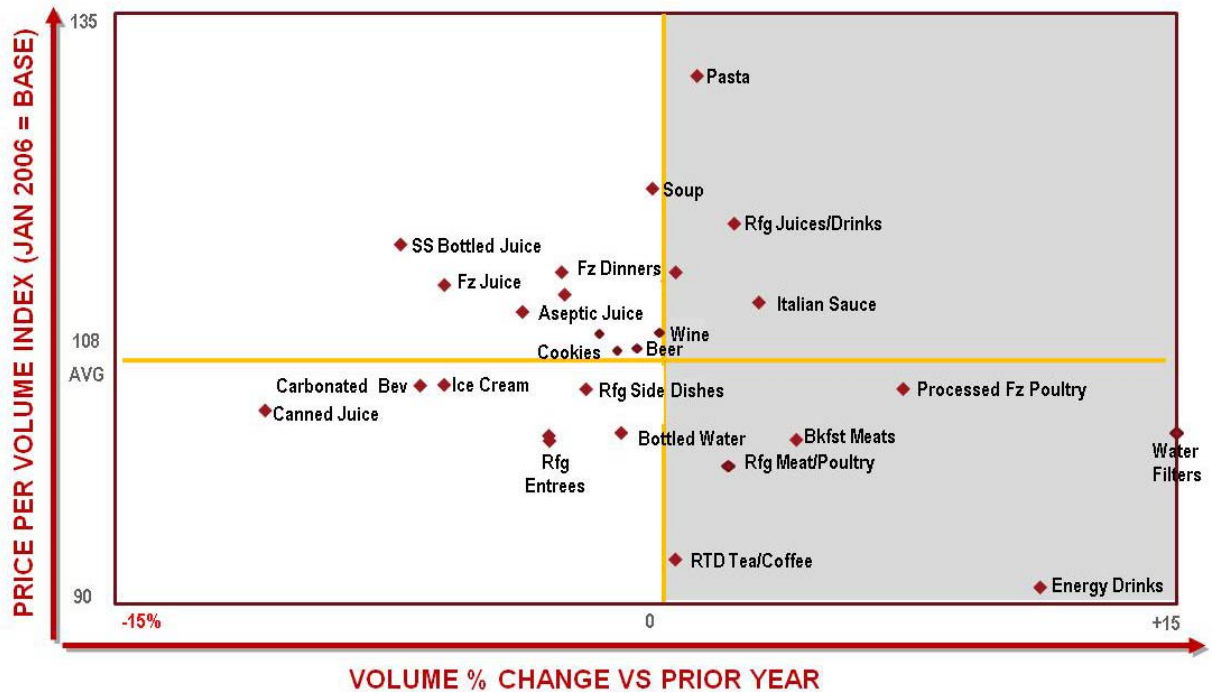 PRICE PER VOLUME INDEX (JAN 2006 = BASE)
135
Pasta
Soup
Rfg Juices/Drinks
SS Bottled Juice
Fz Dinners
Fz Juice
Italian Sauce
Aseptic Juice
Wine
108
Cookies
Beer
AVG
Carbonated Bev
Ice Cream
Rfg Side Dishes
Processed Fz Poultry
Canned Juice
Bottled Water
Bkfst Meats
Water
Filters
Rfg
Entrees
Rfg Meat/Poultry
RTD Tea/Coffee
Energy Drinks
90
-15%
0
+15
VOLUME % CHANGE VS PRIOR YEAR